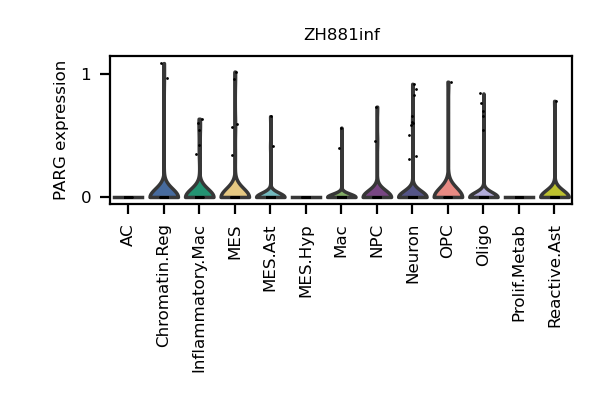 ZH881inf
PARG expression
1
0
AC
Chromatin.Reg
Inflammatory.Mac
MES
MES.Ast
MES.Hyp
Mac
NPC
Neuron
OPC
Oligo
Prolif.Metab
Reactive.Ast